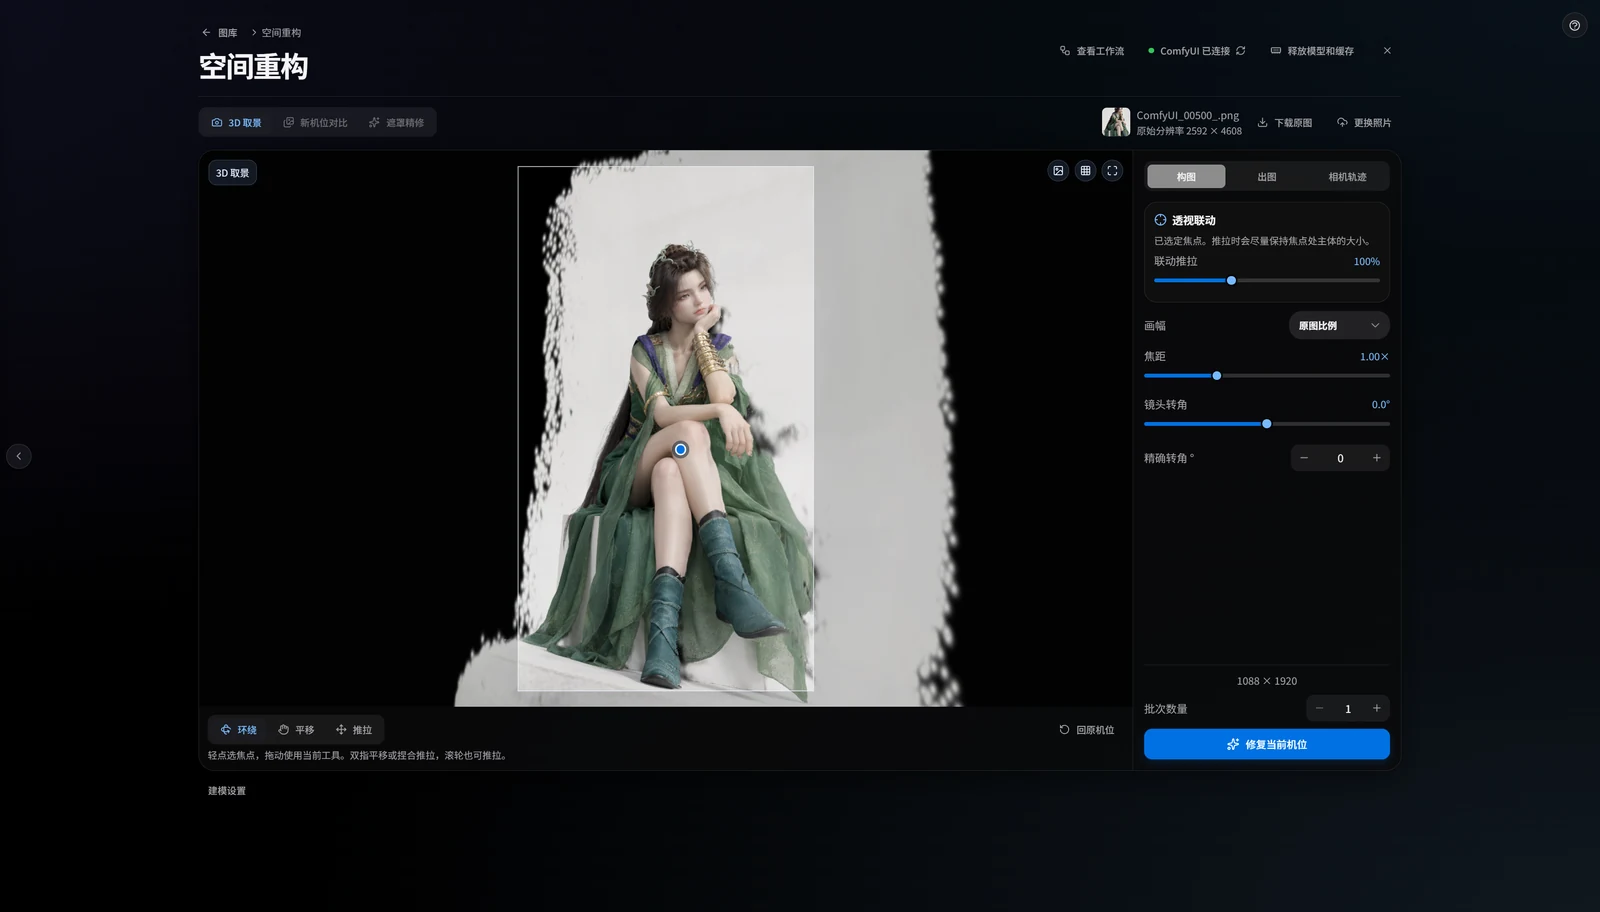 图库
空间重构
空间重构
查看工作流
ComfyUI 已连接
释放模型和缓存
3D 取景
新机位对比
遮罩精修
ComfyUI_00500_.png
原始分辨率 2592 × 4608
下载原图
更换照片
3D 取景
构图
出图
相机轨迹
透视联动
已选定焦点。推拉时会尽量保持焦点处主体的大小。
联动推拉
100%
画幅
原图比例
焦距
1.00×
镜头转角
0.0°
精确转角 °
0
1088 × 1920
批次数量
1
修复当前机位
环绕
平移
推拉
回原机位
轻点选焦点，拖动使用当前工具。双指平移或捏合推拉，滚轮也可推拉。
建模设置